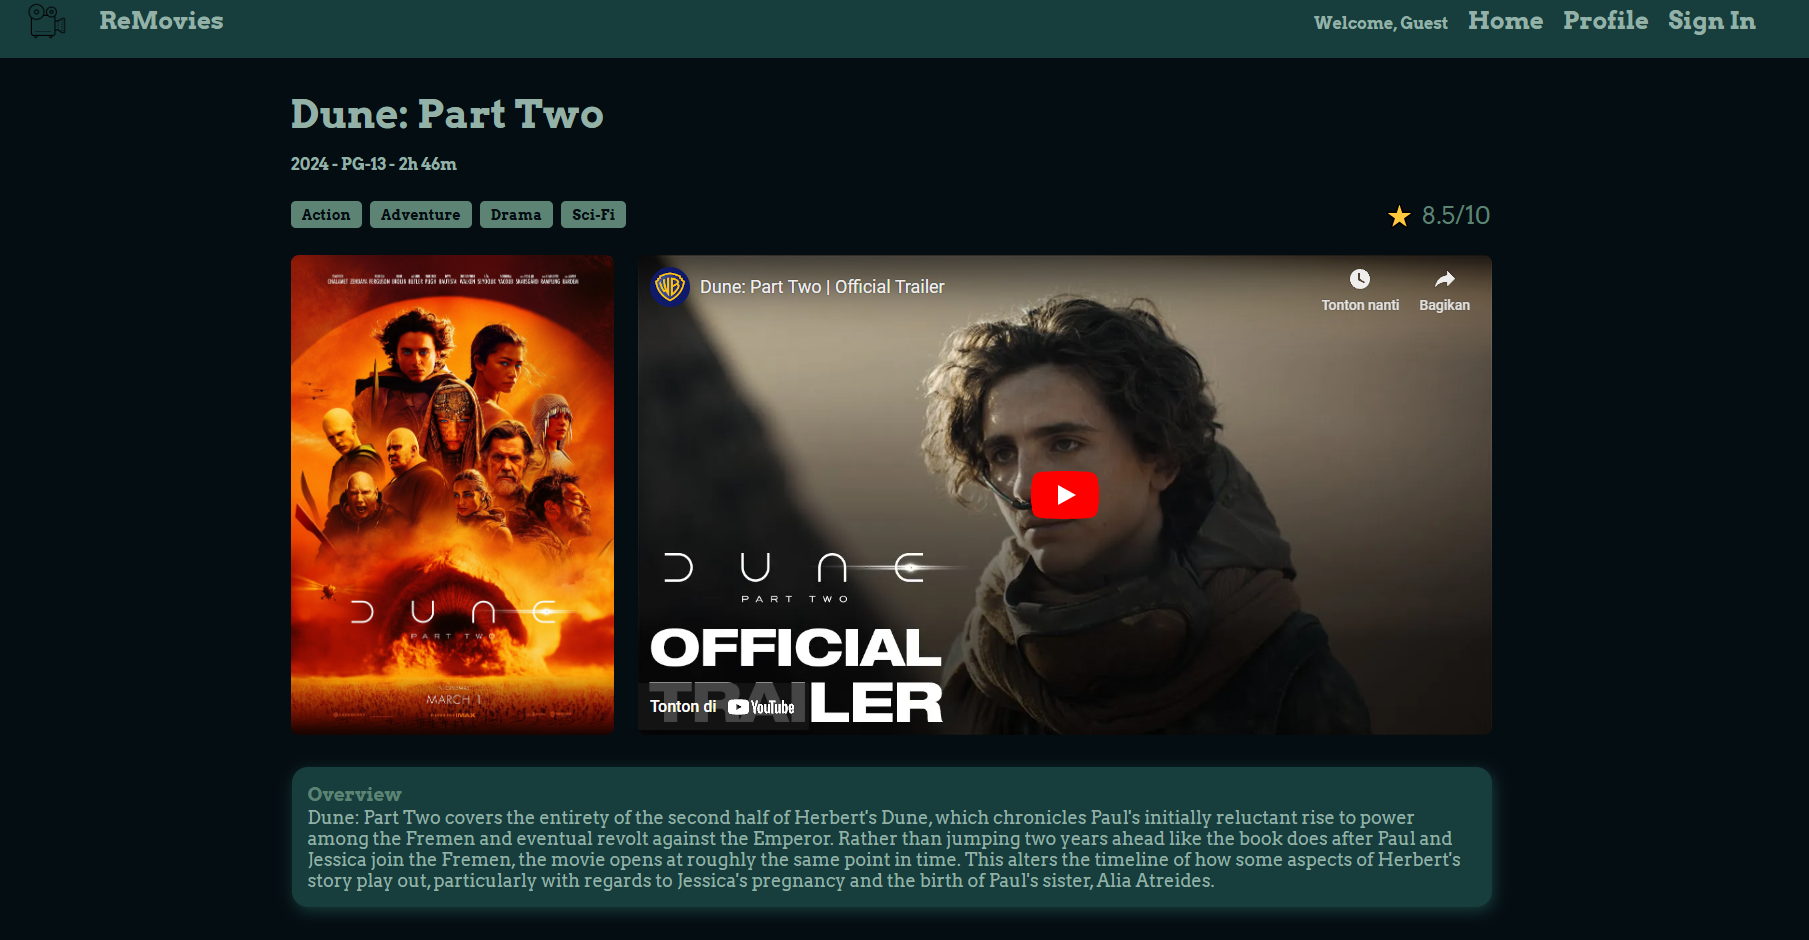 ReMovies
Welcome, Guest Home Profile Sign In
Dune: Part Two
2024 - PG-13 - 2h 46m
Action Adventure Drama Sci-Fi
8.5/10
DUNE
PART TWO
MARCH 1
Dune: Part Two | Official Trailer
Tonton nanti Bagikan
DUNE
PART TWO
OFFICIAL
TRAILER
Tonton di YouTube
Overview
Dune: Part Two covers the entirety of the second half of Herbert's Dune, which chronicles Paul's initially reluctant rise to power
among the Fremen and eventual revolt against the Emperor. Rather than jumping two years ahead like the book does after Paul and
Jessica join the Fremen, the movie opens at roughly the same point in time. This alters the timeline of how some aspects of Herbert's
story play out, particularly with regards to Jessica's pregnancy and the birth of Paul's sister, Alia Atreides.